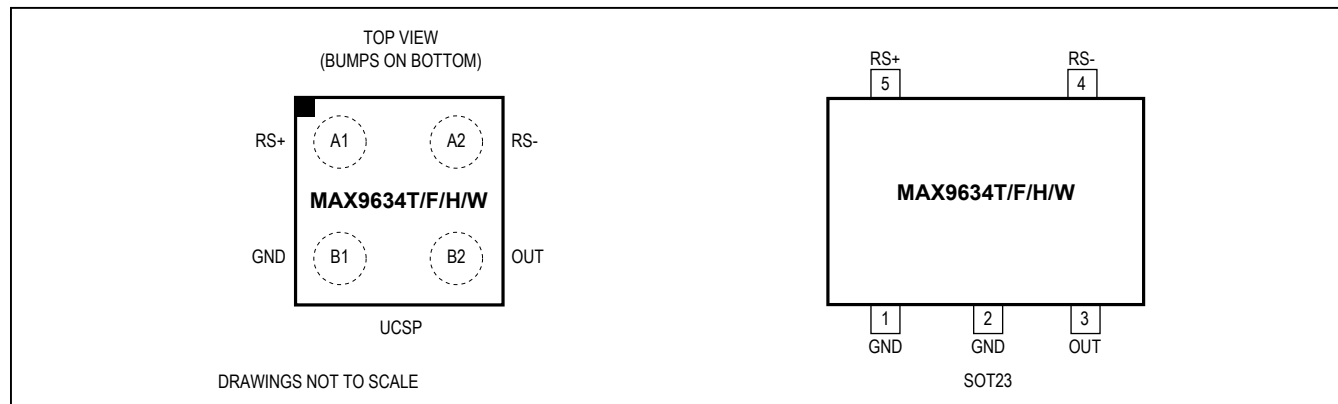 TOP VIEW
(BUMPS ON BOTTOM)
RS+ A1 A2 RS-
MAX9634T/F/H/W
GND B1 B2 OUT
UCSP
DRAWINGS NOT TO SCALE
RS+ RS-
5 4
MAX9634T/F/H/W
1 2 3
GND GND OUT
SOT23